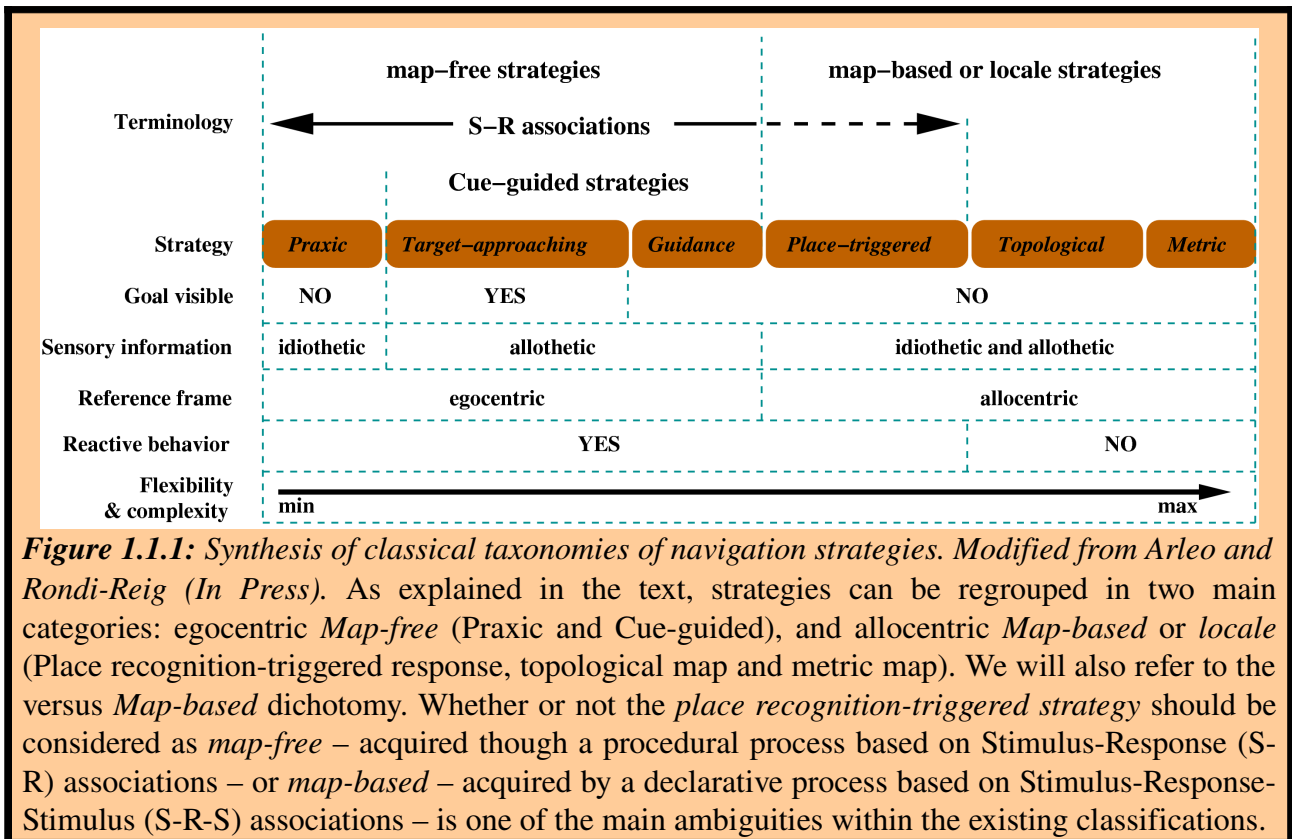 map–free strategies map–based or locale strategies
Terminology S–R associations
Cue–guided strategies
Strategy Praxic Target–approaching Guidance Place–triggered Topological Metric
Goal visible NO YES NO
Sensory information idiothetic allothetic idiothetic and allothetic
Reference frame egocentric allocentric
Reactive behavior YES NO
Flexibility
& complexity min max
Figure 1.1.1: Synthesis of classical taxonomies of navigation strategies. Modified from Arleo and
Rondi-Reig (In Press). As explained in the text, strategies can be regrouped in two main
categories: egocentric Map-free (Praxic and Cue-guided), and allocentric Map-based or locale
(Place recognition-triggered response, topological map and metric map). We will also refer to the
versus Map-based dichotomy. Whether or not the place recognition-triggered strategy should be
considered as map-free – acquired though a procedural process based on Stimulus-Response (S-
R) associations – or map-based – acquired by a declarative process based on Stimulus-Response-
Stimulus (S-R-S) associations – is one of the main ambiguities within the existing classifications.